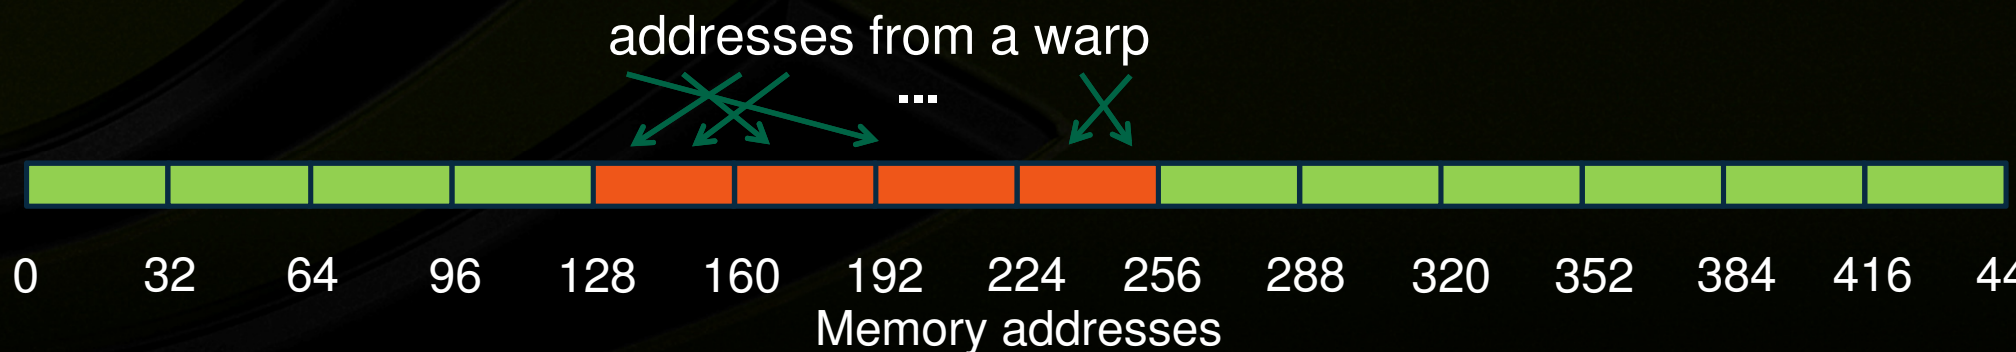 addresses from a warp
...
0 32 64 96 128 160 192 224 256 288 320 352 384 416 44
Memory addresses